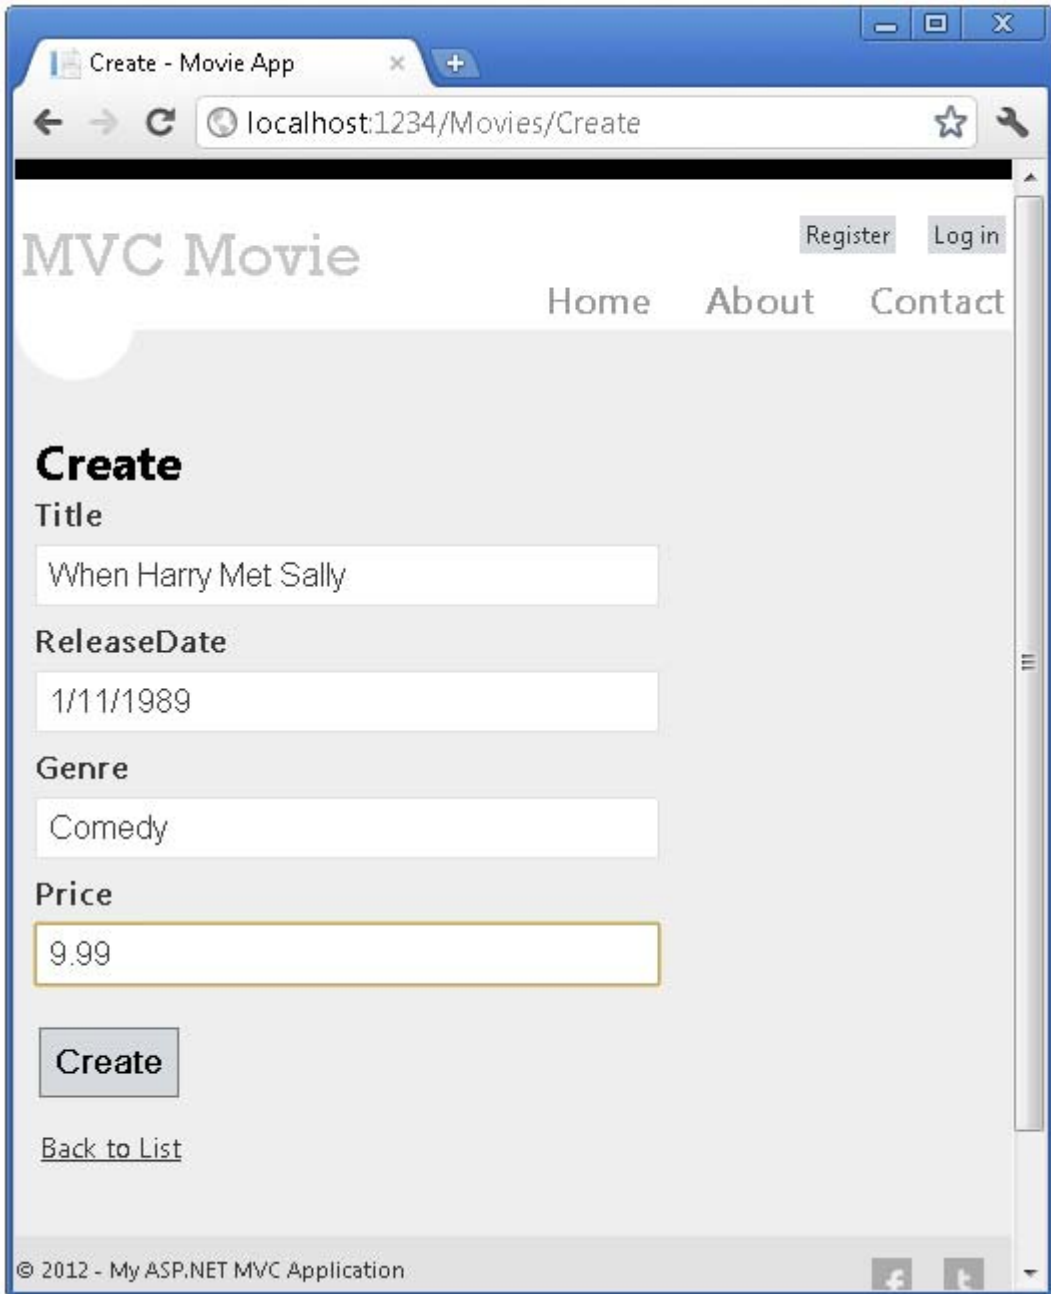 Create - Movie App
localhost:1234/Movies/Create
Register Log in
MVC Movie
Home About Contact
Create
Title
When Harry Met Sally
ReleaseDate
1/11/1989
Genre
Comedy
Price
9.99
Create
Back to List
© 2012 - My ASP.NET MVC Application